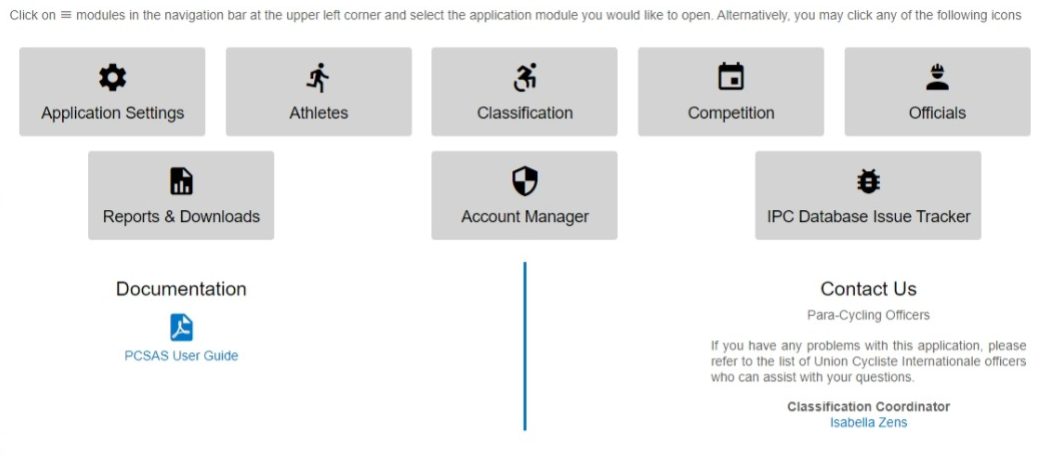 Click on ≡ modules in the navigation bar at the upper left corner and select the application module you would like to open. Alternatively, you may click any of the following icons
Application Settings
Athletes
Classification
Competition
Officials
Reports & Downloads
Account Manager
IPC Database Issue Tracker
Documentation
PCSAS User Guide
Contact Us
Para-Cycling Officers
If you have any problems with this application, please
refer to the list of Union Cycliste Internationale officers
who can assist with your questions.
Classification Coordinator
Isabella Zens